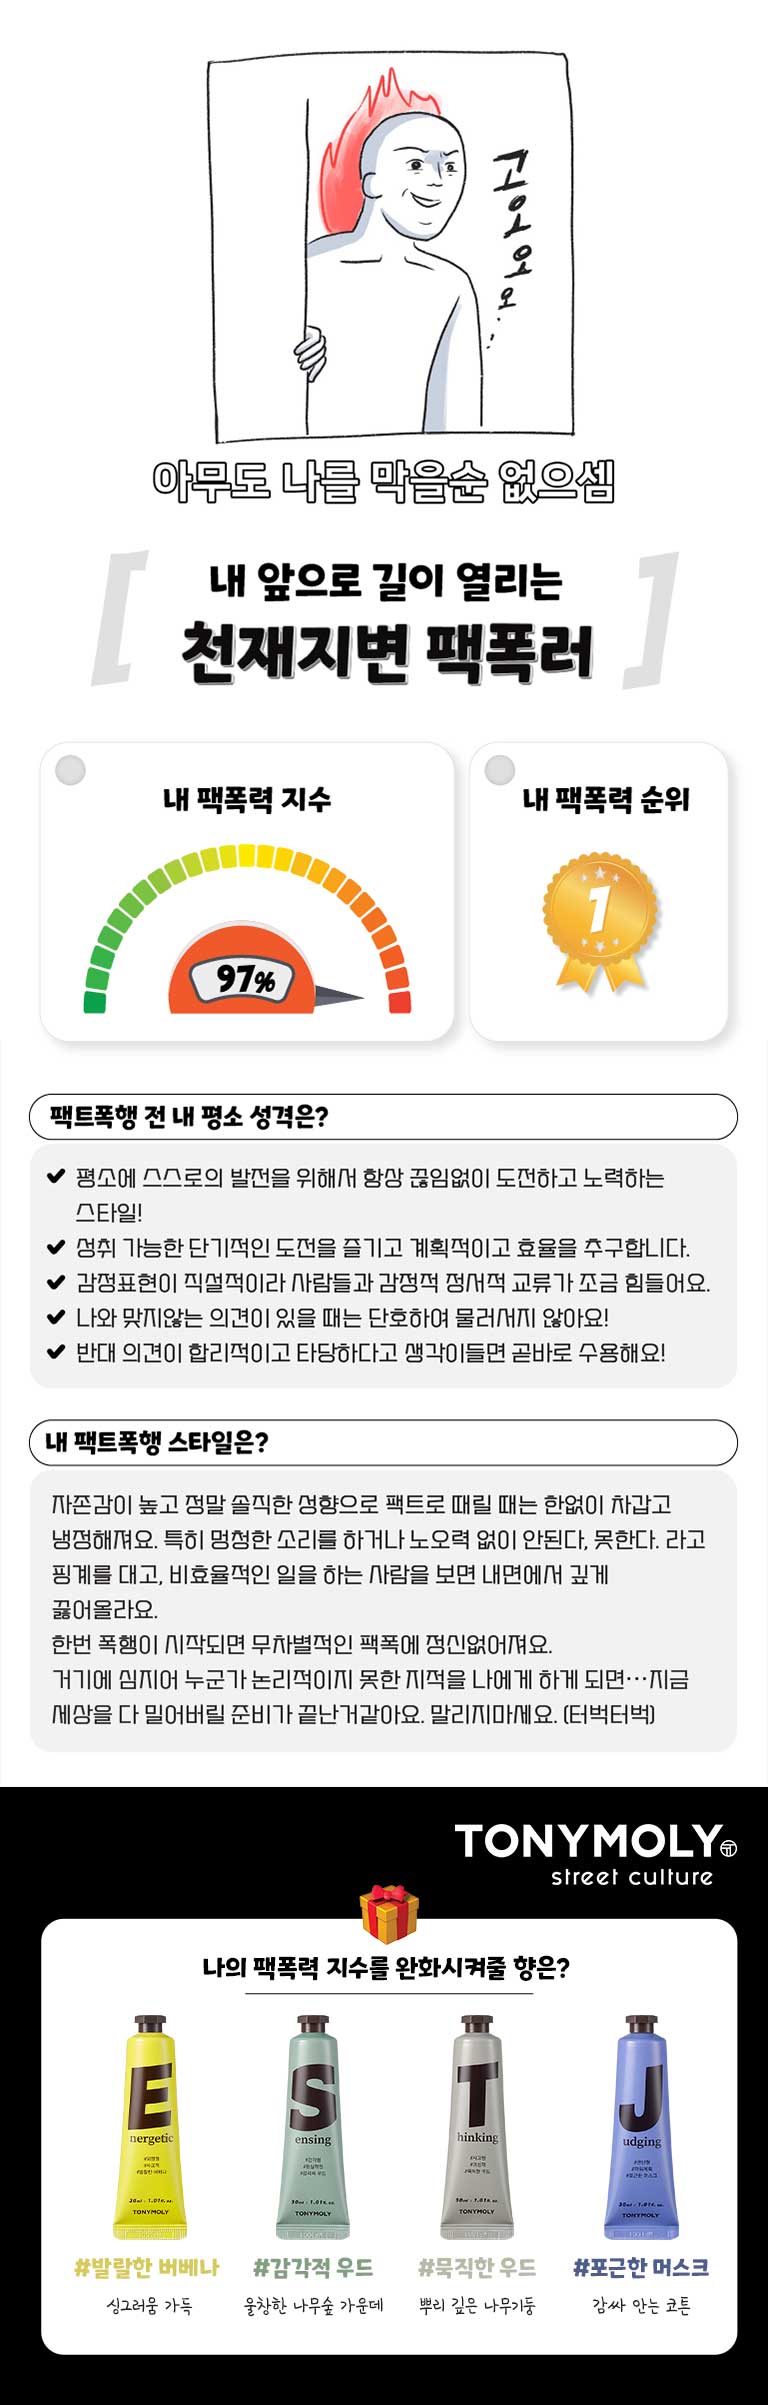 고오오오...
아무도 나를 막을순 없으셈
[ 내 앞으로 길이 열리는
천재지변 팩폭러 ]
내 팩폭력 지수
97%
내 팩폭력 순위
1
팩트폭행 전 내 평소 성격은?
✔ 평소에 스스로의 발전을 위해서 항상 끊임없이 도전하고 노력하는
스타일!
✔ 성취 가능한 단기적인 도전을 즐기고 계획적이고 효율을 추구합니다.
✔ 감정표현이 직설적이라 사람들과 감정적 정서적 교류가 조금 힘들어요.
✔ 나와 맞지않는 의견이 있을 때는 단호하여 물러서지 않아요!
✔ 반대 의견이 합리적이고 타당하다고 생각이들면 곧바로 수용해요!
내 팩트폭행 스타일은?
자존감이 높고 정말 솔직한 성향으로 팩트로 때릴 때는 한없이 차갑고
냉정해져요. 특히 멍청한 소리를 하거나 노오력 없이 안된다, 못한다. 라고
핑계를 대고, 비효율적인 일을 하는 사람을 보면 내면에서 깊게
끓어올라요.
한번 폭행이 시작되면 무차별적인 팩폭에 정신없어져요.
거기에 심지어 누군가 논리적이지 못한 지적을 나에게 하게 되면…지금
세상을 다 밀어버릴 준비가 끝난거같아요. 말리지마세요. (터벅터벅)
TONYMOLY
street culture
나의 팩폭력 지수를 완화시켜줄 향은?
Energetic
#발랄한 버베나
30ml · 1.01fl.oz.
TONYMOLY
Sensing
30ml · 1.01fl.oz.
TONYMOLY
Thinking
30ml · 1.01fl.oz.
TONYMOLY
Judging
#포근한 머스크
30ml · 1.01fl.oz.
TONYMOLY
#발랄한 버베나
#감각적 우드
#묵직한 우드
#포근한 머스크
싱그러움 가득
울창한 나무숲 가운데
뿌리 깊은 나무기둥
감싸 안는 코튼